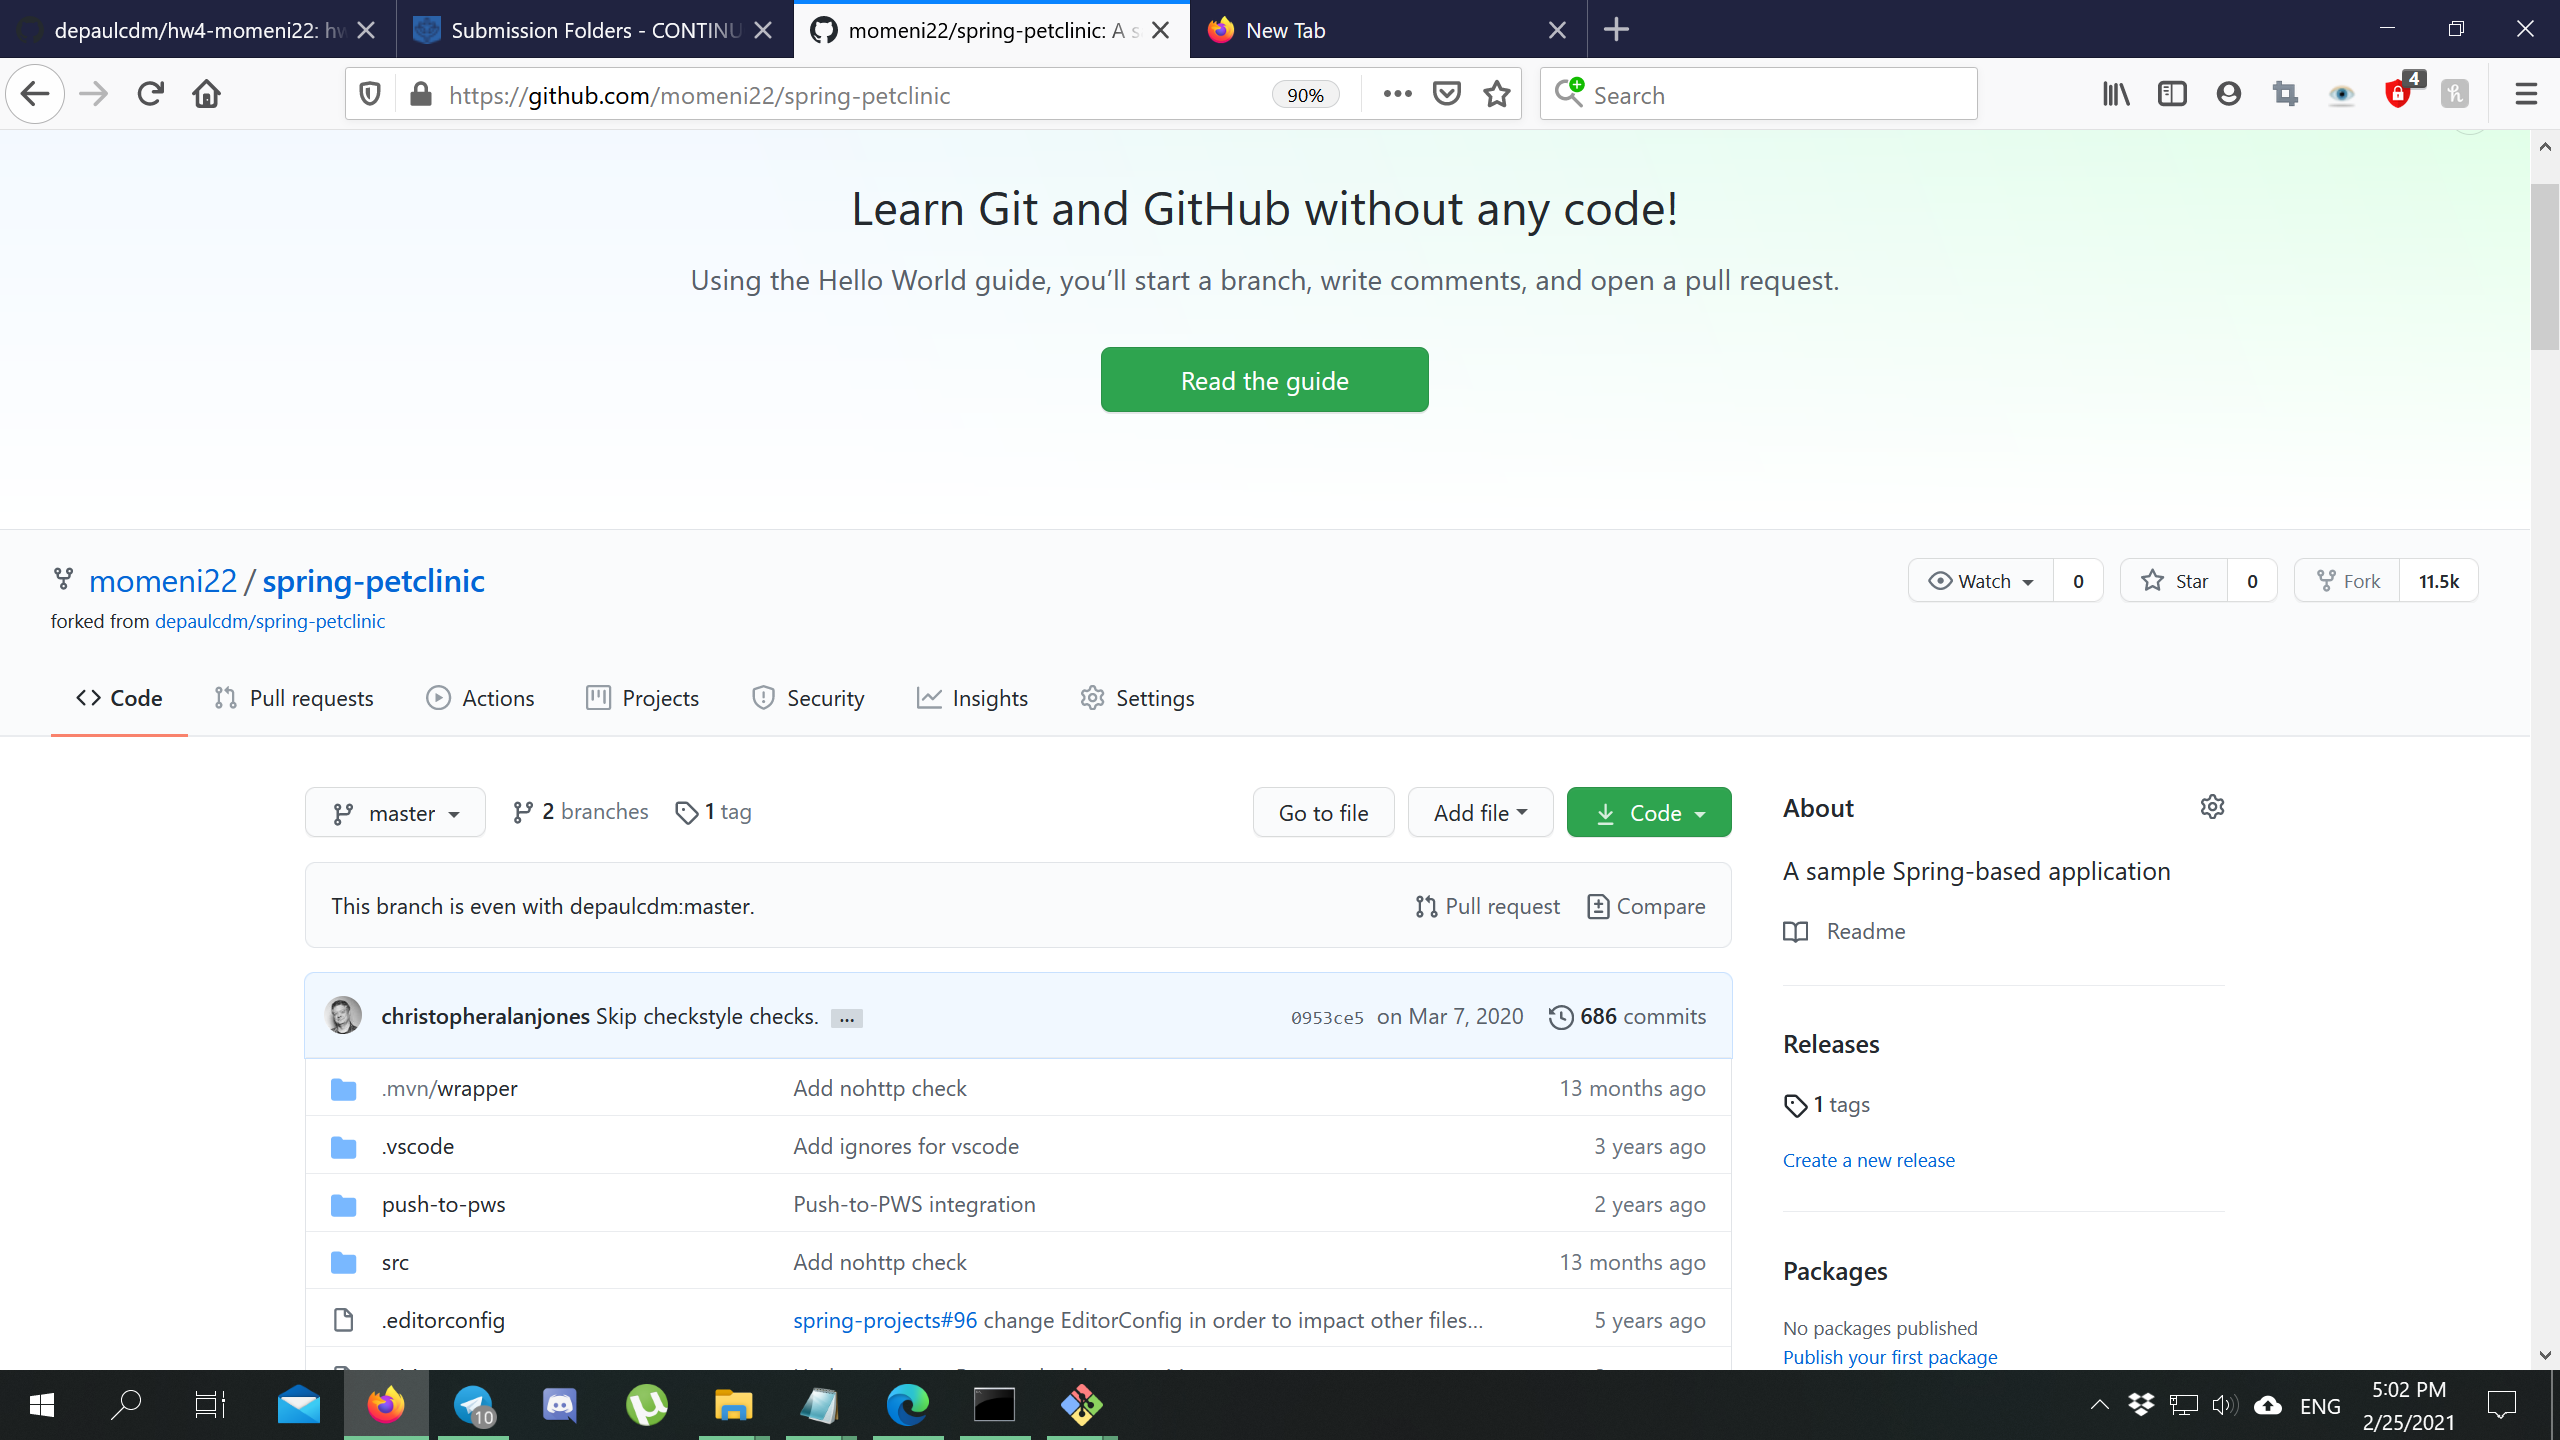 depaulcdm/hw4-momeni22: hw
Submission Folders - CONTINU
momeni22/spring-petclinic: A s
New Tab
https://github.com/momeni22/spring-petclinic
90%
Search
4
Learn Git and GitHub without any code!
Using the Hello World guide, you’ll start a branch, write comments, and open a pull request.
Read the guide
momeni22 / spring-petclinic
Watch 0
Star 0
Fork 11.5k
forked from depaulcdm/spring-petclinic
Code
Pull requests
Actions
Projects
Security
Insights
Settings
master
2 branches
1 tag
Go to file
Add file
Code
This branch is even with depaulcdm:master.
Pull request
Compare
christopheralanjones Skip checkstyle checks. ...
0953ce5 on Mar 7, 2020
686 commits
.mvn/wrapper Add nohttp check 13 months ago
.vscode Add ignores for vscode 3 years ago
push-to-pws Push-to-PWS integration 2 years ago
src Add nohttp check 13 months ago
.editorconfig spring-projects#96 change EditorConfig in order to impact other files… 5 years ago
About
A sample Spring-based application
Readme
Releases
1 tags
Create a new release
Packages
No packages published
Publish your first package
10
ENG
5:02 PM
2/25/2021